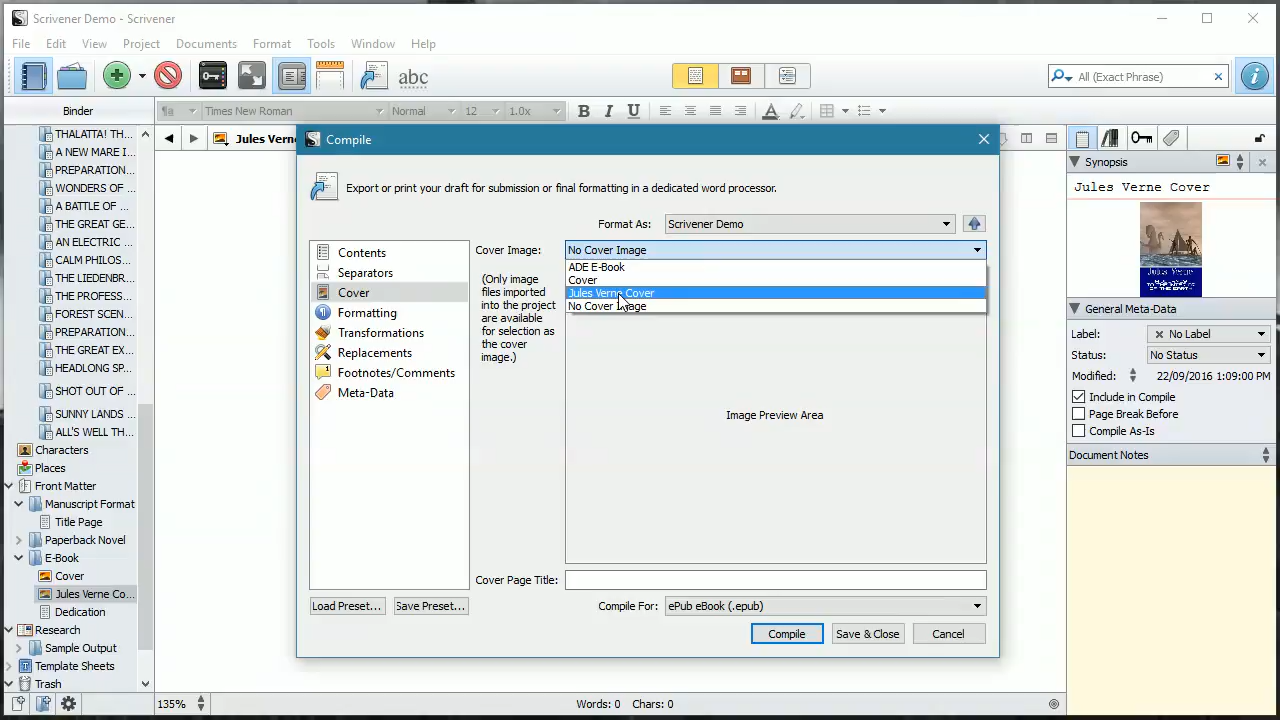 Scrivener Demo - Scrivener
File Edit View Project Documents Format Tools Window Help
abc
All (Exact Phrase)
Binder
Times New Roman Normal 12 1.0x B I U A
THALATTA! TH...
A NEW MARE I...
PREPARATION...
WONDERS OF ...
A BATTLE OF ...
THE GREAT GE...
AN ELECTRIC ...
CALM PHILOS...
THE LIEDENBR...
THE PROFESS...
FOREST SCEN...
PREPARATION...
THE GREAT EX...
HEADLONG SP...
SHOT OUT OF ...
SUNNY LANDS ...
ALL'S WELL TH...
Characters
Places
Front Matter
Manuscript Format
Title Page
Paperback Novel
E-Book
Cover
Jules Verne Co...
Dedication
Research
Sample Output
Template Sheets
Trash
Jules Verne
Compile
Export or print your draft for submission or final formatting in a dedicated word processor.
Format As: Scrivener Demo
Contents
Separators
Cover
Formatting
Transformations
Replacements
Footnotes/Comments
Meta-Data
Cover Image: No Cover Image
(Only image
files imported
into the project
are available
for selection as
the cover
image.)
ADE E-Book
Cover
Jules Verne Cover
No Cover Image
Image Preview Area
Cover Page Title:
Load Preset... Save Preset... Compile For: ePub eBook (.epub)
Compile Save & Close Cancel
Synopsis
Jules Verne Cover
Jules Verne
General Meta-Data
Label: No Label
Status: No Status
Modified: 22/09/2016 1:09:00 PM
Include in Compile
Page Break Before
Compile As-Is
Document Notes
135% Words: 0 Chars: 0